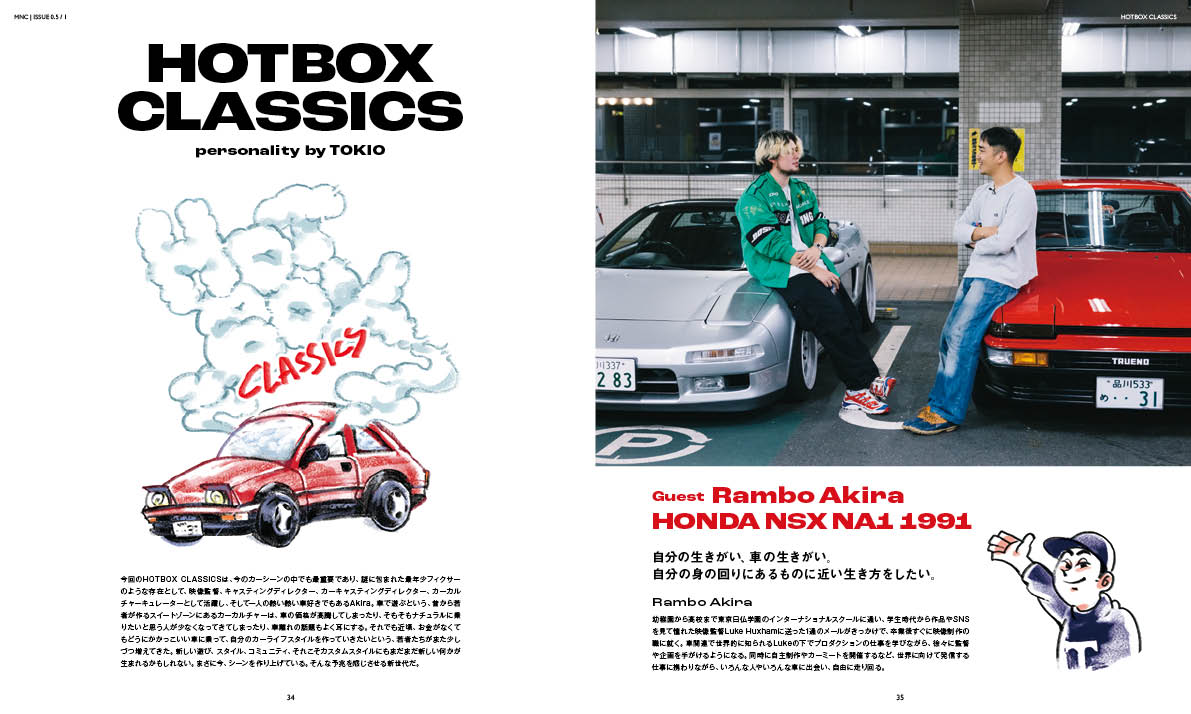 MNC | ISSUE 0.5 / 1
HOTBOX
CLASSICS
personality by TOKIO
HOT
BOX
CLASSICS
今回のHOTBOX CLASSICSは、今のカーシーンの中でも最重要であり、謎に包まれた最年少フィクサー
のような存在として、映像監督、キャスティングディレクター、カーキャスティングディレクター、カーカル
チャーキュレーターとして活躍し、そして一人の熱い熱い車好きでもあるAkira。車で遊ぶという、昔から若
者が作るスイートゾーンにあるカーカルチャーは、車の価格が高騰してしまったり、そもそもナチュラルに乗
りたいと思う人が少なくなってきてしまったり、車離れの話題もよく耳にする。それでも近頃、お金がなくて
もどうにかかっこいい車に乗って、自分のカーライフスタイルを作っていきたいという、若者たちがまた少し
づつ増えてきた。新しい遊び、スタイル、コミュニティ、それこそカスタムスタイルにもまだまだ新しい何かが
生まれるかもしれない。まさに今、シーンを作り上げている。そんな予兆を感じさせる新世代だ。
34
HOTBOX CLASSICS
川337
2 83
TRUENO
品川533
め・・31
P
Guest Rambo Akira
HONDA NSX NA1 1991
自分の生きがい、車の生きがい。
自分の身の回りにあるものに近い生き方をしたい。
Rambo Akira
幼稚園から高校まで東京日仏学園のインターナショナルスクールに通い、学生時代から作品やSNS
を見て憧れた映像監督Luke Huxhamに送った1通のメールがきっかけで、卒業後すぐに映像制作の
職に就く。車関連で世界的に知られるLukeの下でプロダクションの仕事を学びながら、徐々に監督
や企画を手がけるようになる。同時に自主制作やカーミートを開催するなど、世界に向けて発信する
仕事に携わりながら、いろんな人やいろんな車に出会い、自由に走り回る。
T
35